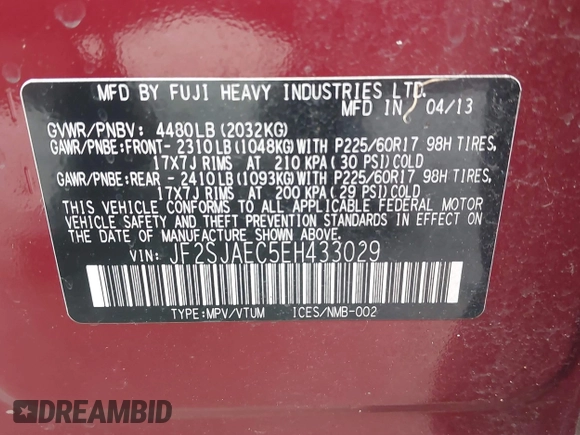 MFD BY FUJI HEAVY INDUSTRIES LTD.
MFD IN 04/13
GVWR/PNBV: 4480LB (2032KG)
GAWR/PNBE:FRONT- 2310LB (1048KG) WITH P225/60R17 98H TIRES,
17X7J RIMS AT 210 KPA (30 PSI) COLD
GAWR/PNBE:REAR - 2410LB (1093KG) WITH P225/60R17 98H TIRES,
17X7J RIMS AT 200 KPA (29 PSI) COLD
THIS VEHICLE CONFORMS TO ALL APPLICABLE FEDERAL MOTOR
VEHICLE SAFETY AND THEFT PREVENTION STANDARDS IN EFFECT ON
THE DATE OF MANUFACTURE SHOWN ABOVE.
VIN: JF2SJAEC5EH433029
TYPE:MPV/VTUM ICES/NMB-002
DREAMBID